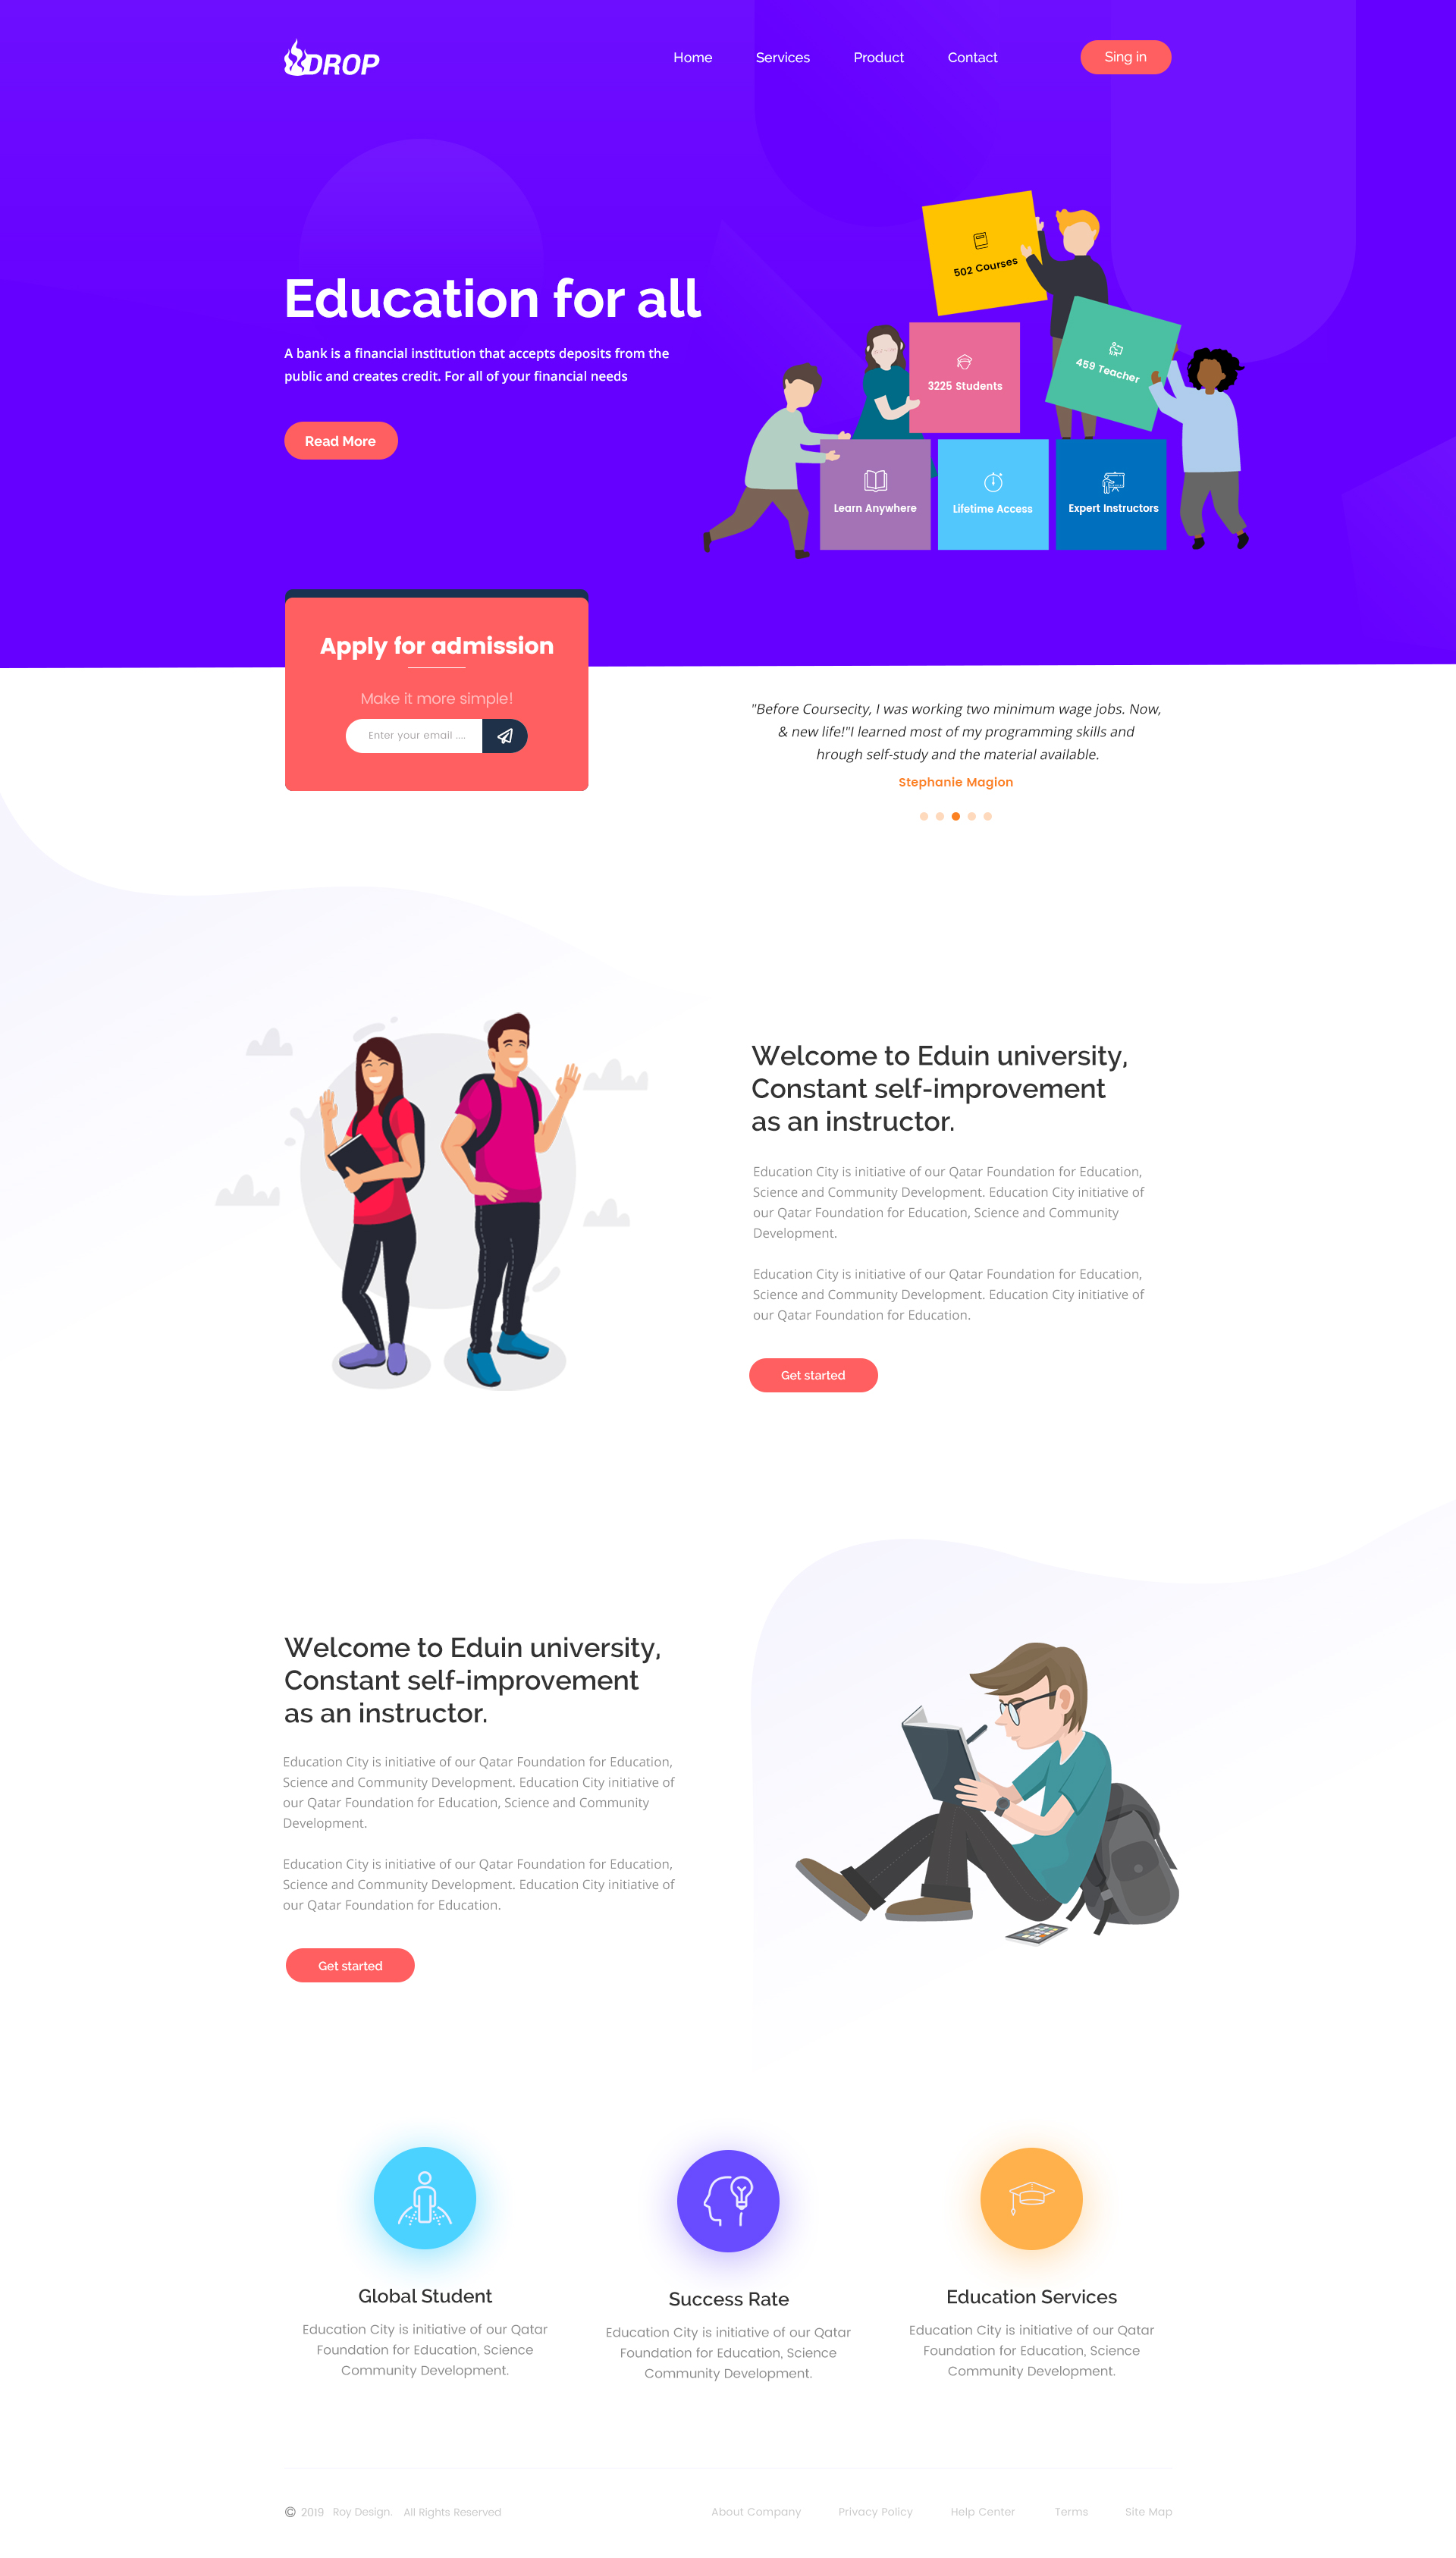 DROP
Home
Services
Product
Contact
Sing in
Education for all
A bank is a financial institution that accepts deposits from the
public and creates credit. For all of your financial needs
Read More
502 Courses
3225 Students
459 Teacher
Learn Anywhere
Lifetime Access
Expert Instructors
Apply for admission
Make it more simple!
Enter your email ....
"Before Coursecity, I was working two minimum wage jobs. Now,
& new life!"I learned most of my programming skills and
hrough self-study and the material available.
Stephanie Magion
Welcome to Eduin university,
Constant self-improvement
as an instructor.
Education City is initiative of our Qatar Foundation for Education,
Science and Community Development. Education City initiative of
our Qatar Foundation for Education, Science and Community
Development.
Education City is initiative of our Qatar Foundation for Education,
Science and Community Development. Education City initiative of
our Qatar Foundation for Education.
Get started
Welcome to Eduin university,
Constant self-improvement
as an instructor.
Education City is initiative of our Qatar Foundation for Education,
Science and Community Development. Education City initiative of
our Qatar Foundation for Education, Science and Community
Development.
Education City is initiative of our Qatar Foundation for Education,
Science and Community Development. Education City initiative of
our Qatar Foundation for Education.
Get started
Global Student
Education City is initiative of our Qatar
Foundation for Education, Science
Community Development.
Success Rate
Education City is initiative of our Qatar
Foundation for Education, Science
Community Development.
Education Services
Education City is initiative of our Qatar
Foundation for Education, Science
Community Development.
© 2019 Roy Design. All Rights Reserved
About Company
Privacy Policy
Help Center
Terms
Site Map